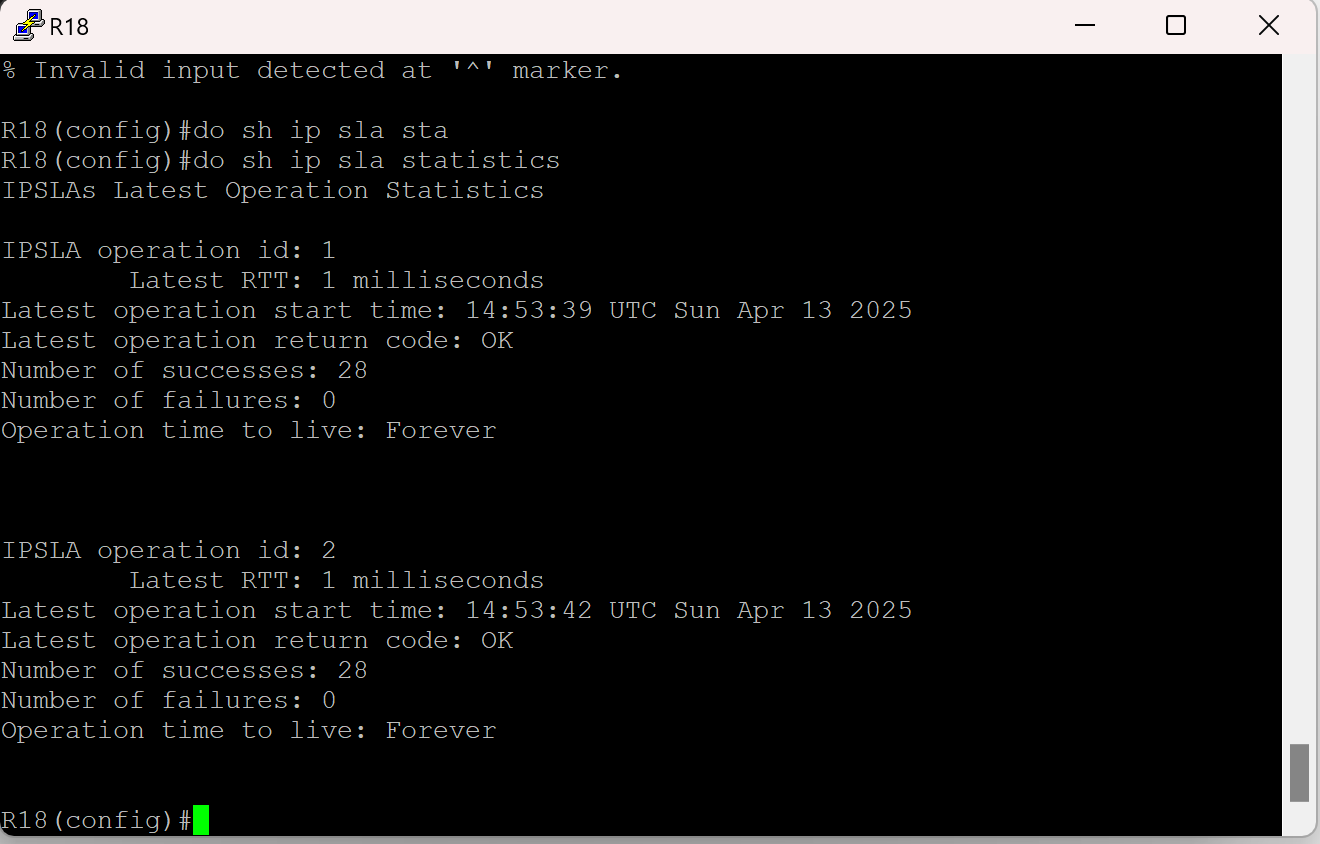 R18
% Invalid input detected at '^' marker.
R18(config)#do sh ip sla sta
R18(config)#do sh ip sla statistics
IPSLAs Latest Operation Statistics
IPSLA operation id: 1
        Latest RTT: 1 milliseconds
Latest operation start time: 14:53:39 UTC Sun Apr 13 2025
Latest operation return code: OK
Number of successes: 28
Number of failures: 0
Operation time to live: Forever
IPSLA operation id: 2
        Latest RTT: 1 milliseconds
Latest operation start time: 14:53:42 UTC Sun Apr 13 2025
Latest operation return code: OK
Number of successes: 28
Number of failures: 0
Operation time to live: Forever
R18(config)#